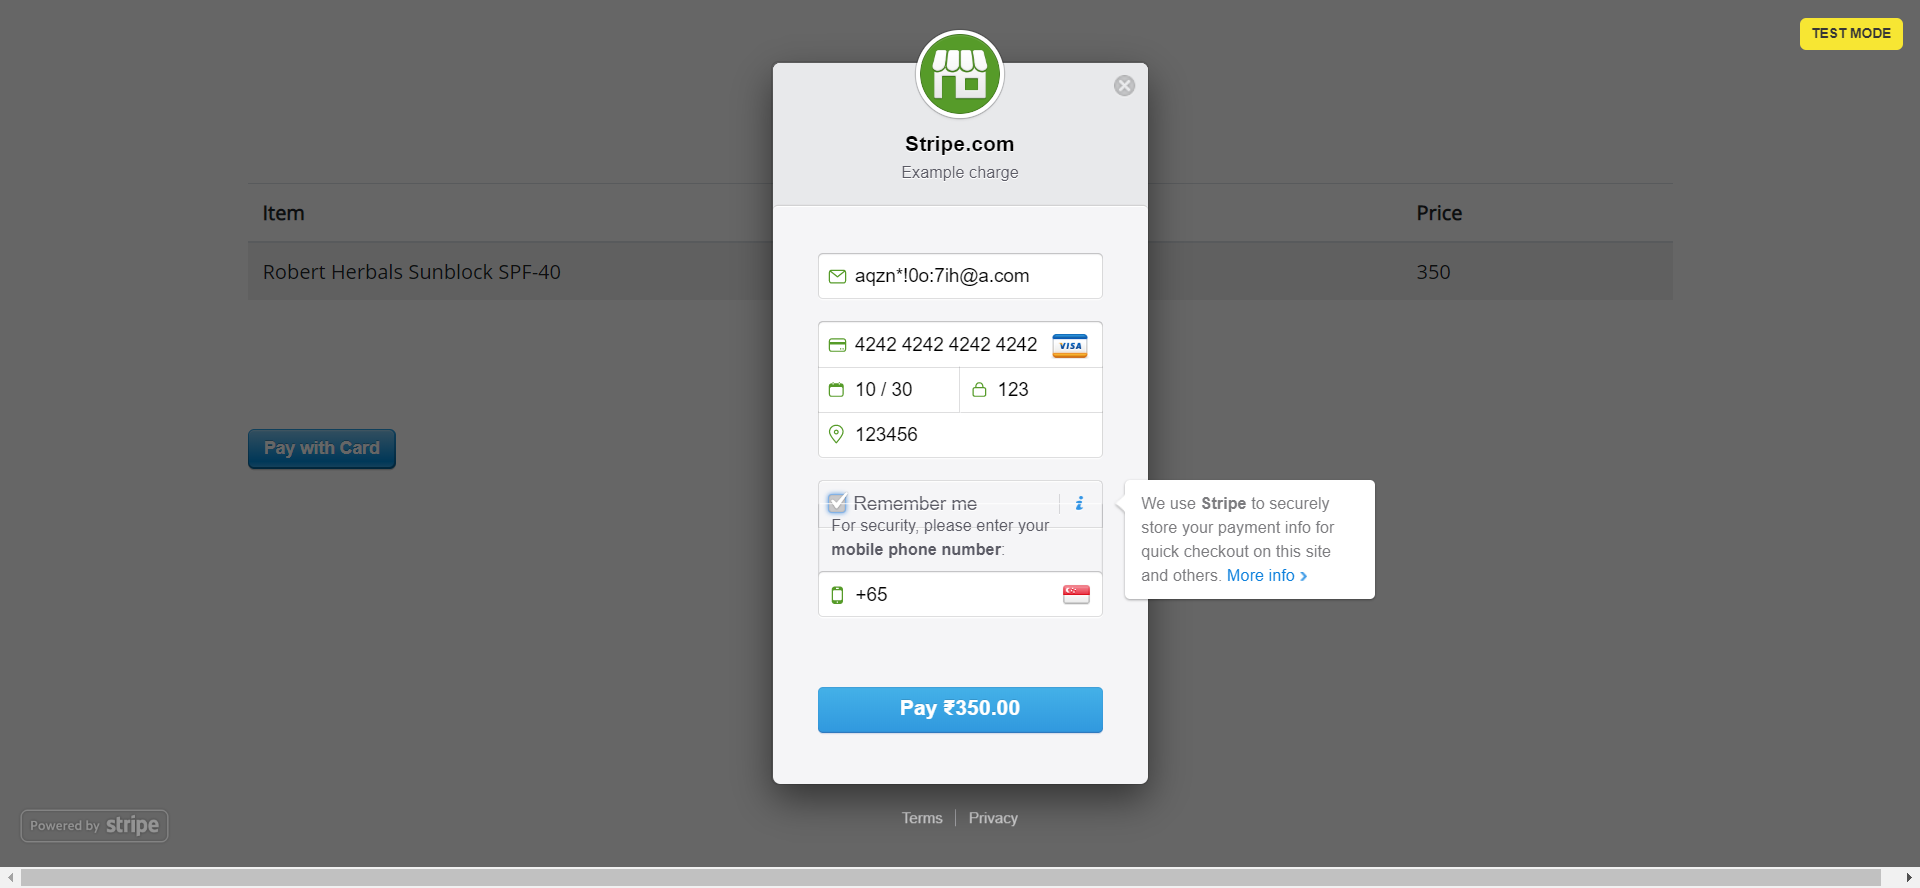 TEST MODE
Stripe.com
Example charge
Item Price
Robert Herbals Sunblock SPF-40 350
aqzn*!0o:7ih@a.com
4242 4242 4242 4242 VISA
10 / 30 123
123456
Pay with Card
Remember me i
For security, please enter your
mobile phone number:
+65
We use Stripe to securely
store your payment info for
quick checkout on this site
and others. More info ›
Pay ₹350.00
Terms Privacy
Powered by stripe